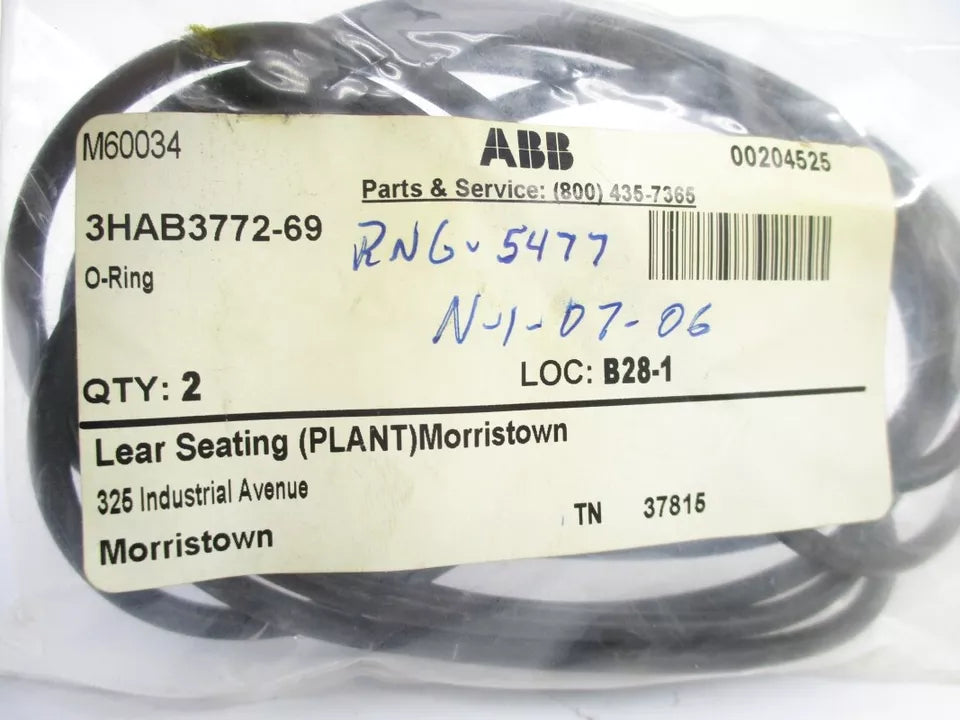 M60034 ABB 00204525
Parts & Service: (800) 435-7365
3HAB3772-69 RNG-5477
O-Ring
N-1-07-06
QTY: 2 LOC: B28-1
Lear Seating (PLANT)Morristown
325 Industrial Avenue
Morristown TN 37815